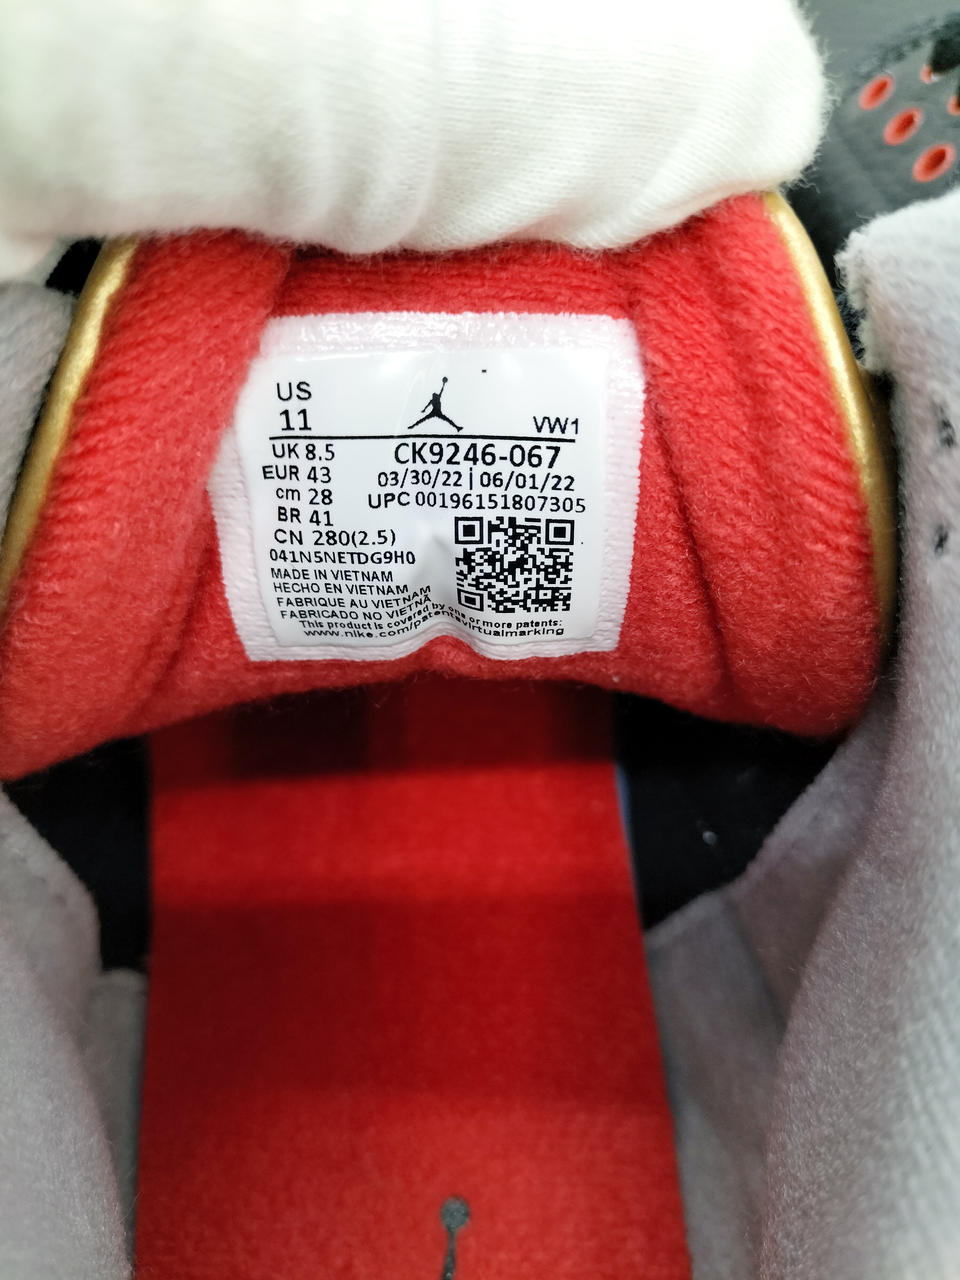 US
11
VW1
UK 8.5
CK9246-067
EUR 43
03/30/22 | 06/01/22
cm 28
UPC 00196151807305
BR 41
CN 280(2.5)
041N5NETDG9H0
MADE IN VIETNAM
HECHO EN VIETNAM
FABRIQUE AU VIETNAM
FABRICADO NO VIETNÃ
This product is covered by one or more patents:
www.nike.com/patentsvirtualmarking